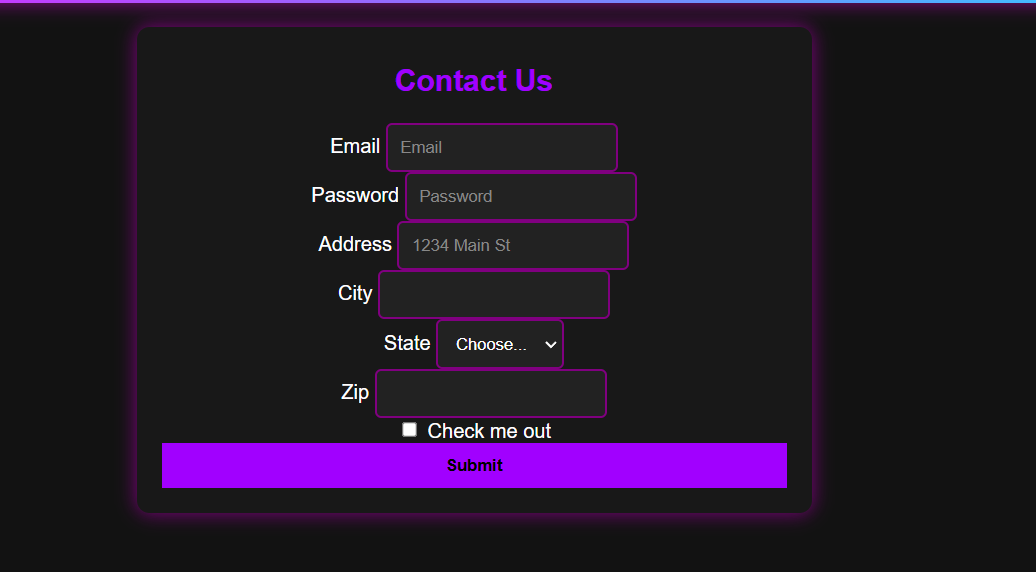 Contact Us
Email Email
Password Password
Address 1234 Main St
City
State Choose...
Zip
Check me out
Submit